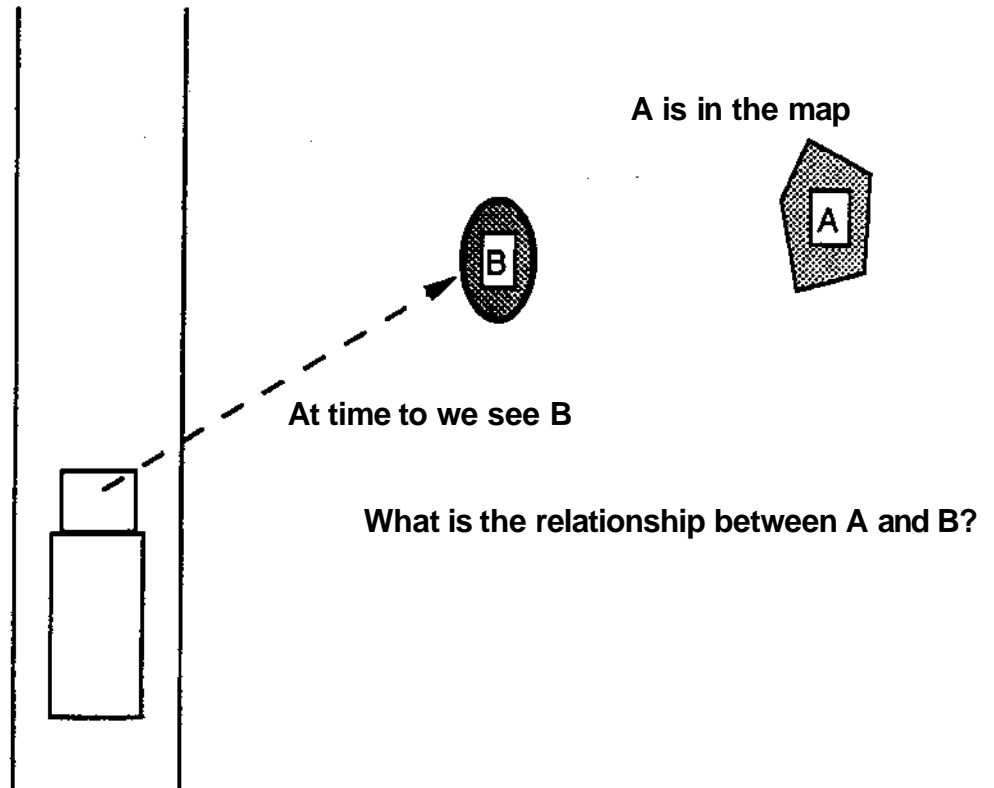 A is in the map
A
B
At time to we see B
What is the relationship between A and B?